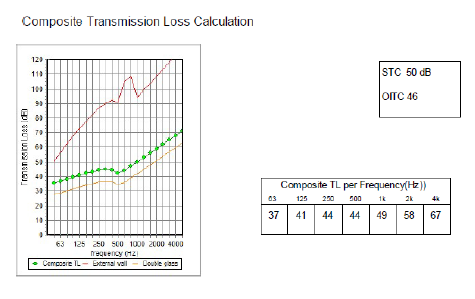 Composite Transmission Loss Calculation
STC 50 dB
OITC 46
Transmission Loss (dB)
120
110
100
90
80
70
60
50
40
30
20
10
0
63 125 250 500 1000 2000 4000
frequency (Hz)
Composite TL External wall Double glass
Composite TL per Frequency(Hz))
63 125 250 500 1k 2k 4k
37 41 44 44 49 58 67